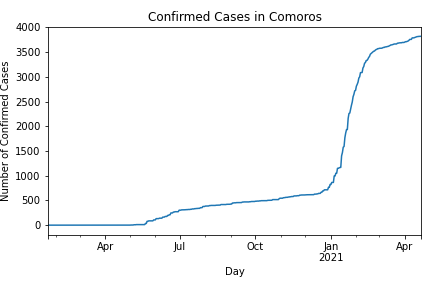 Confirmed Cases in Comoros
Number of Confirmed Cases
4000
3500
3000
2500
2000
1500
1000
500
0
Apr
Jul
Oct
Jan
2021
Apr
Day